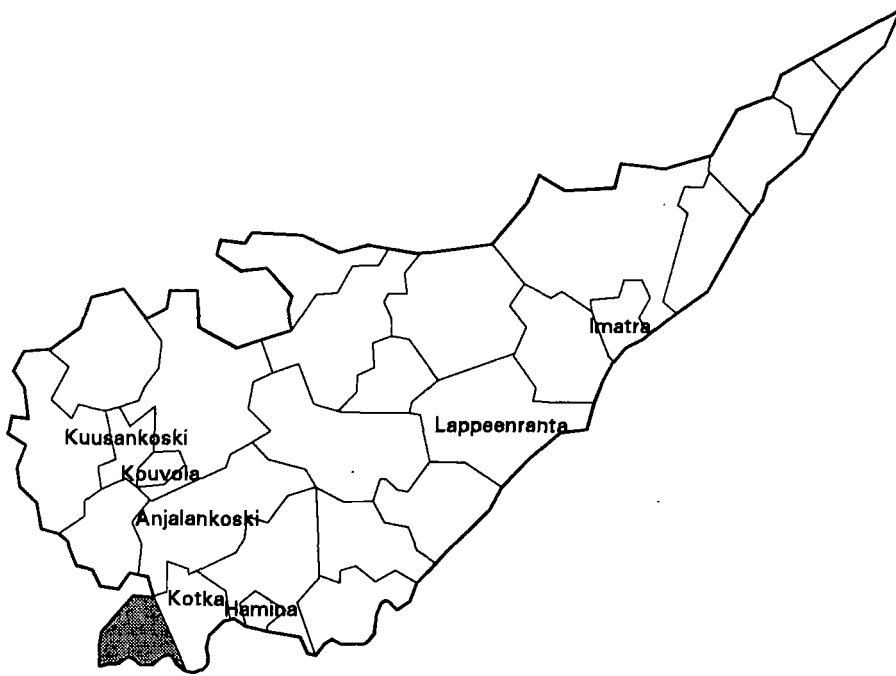 Imatra
Lappeenranta
Kuusankoski
Kouvola
Anjalankoski
Kotka
Hamina